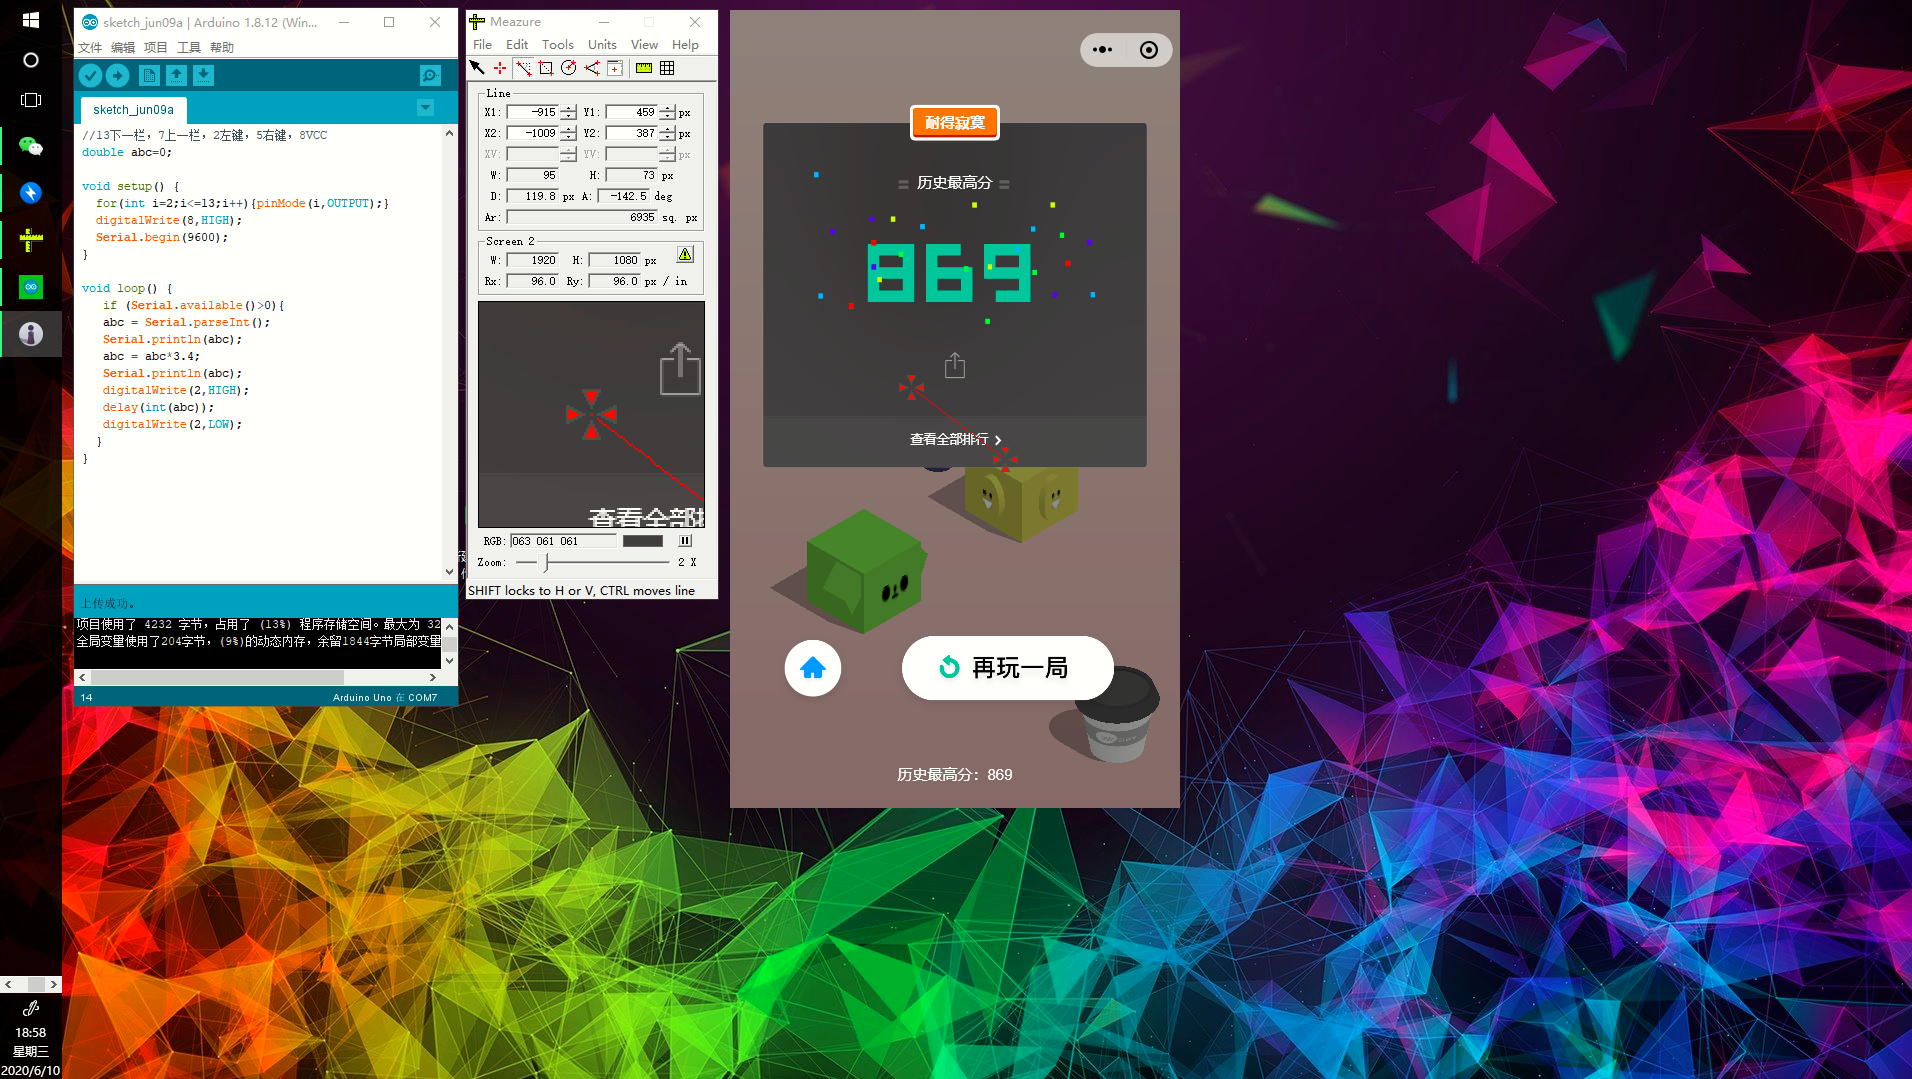 sketch_jun09a | Arduino 1.8.12 (Win...
文件 编辑 项目 工具 帮助
sketch_jun09a
//13下一栏，7上一栏，2左键，5右键，8VCC
double abc=0;
void setup() {
for(int i=2;i<=13;i++){pinMode(i,OUTPUT);}
digitalWrite(8,HIGH);
Serial.begin(9600);
}
void loop() {
if (Serial.available()>0){
abc = Serial.parseInt();
Serial.println(abc);
abc = abc*3.4;
Serial.println(abc);
digitalWrite(2,HIGH);
delay(int(abc));
digitalWrite(2,LOW);
}
}
上传成功。
项目使用了 4232 字节，占用了 (13%) 程序存储空间。最大为 32
全局变量使用了204字节，(9%)的动态内存，余留1844字节局部变量
14
Arduino Uno 在 COM7
Meazure
File Edit Tools Units View Help
Line
X1: -915 Y1: 459 px
X2: -1009 Y2: 387 px
XV: YV: px
W: 95 H: 73 px
D: 119.8 px A: -142.5 deg
Ar: 6935 sq. px
Screen 2
W: 1920 H: 1080 px
Rx: 96.0 Ry: 96.0 px / in
查看全部
RGB: 063 061 061
Zoom: 2 X
SHIFT locks to H or V, CTRL moves line
耐得寂寞
历史最高分
869
查看全部排行
再玩一局
历史最高分：869
18:58
星期三
2020/6/10